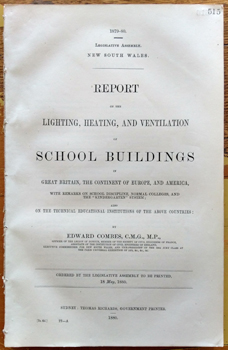 515
1879-80.
LEGISLATIVE ASSEMBLY.
NEW SOUTH WALES.
REPORT
ON THE
LIGHTING, HEATING, AND VENTILATION
OF
SCHOOL BUILDINGS
IN
GREAT BRITAIN, THE CONTINENT OF EUROPE, AND AMERICA,
WITH REMARKS ON SCHOOL DISCIPLINE, NORMAL COLLEGES, AND
THE "KINDERGARTEN" SYSTEM;
ALSO
ON THE TECHNICAL EDUCATIONAL INSTITUTIONS OF THE ABOVE COUNTRIES:
BY
EDWARD COMBES, C.M.G., M.P.,
ORDERED BY THE LEGISLATIVE ASSEMBLY TO BE PRINTED,
1880.
SYDNEY: THOMAS RICHARDS, GOVERNMENT PRINTER.
1880.